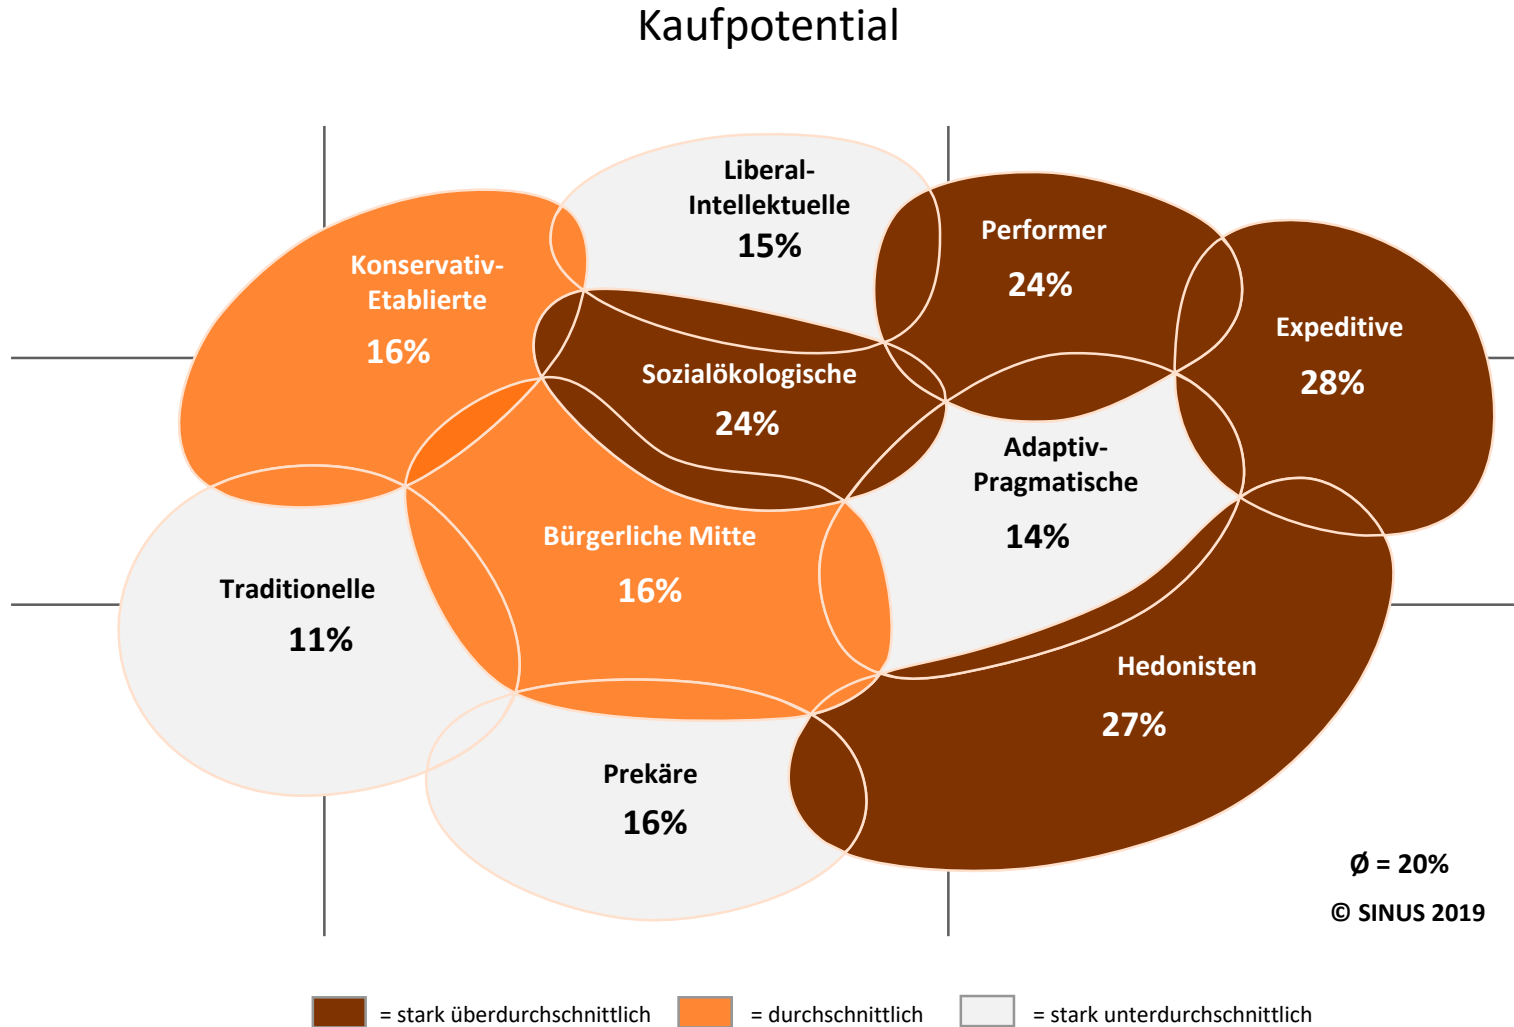 Kaufpotential
Liberal-
Intellektuelle
15%
Performer
24%
Konservativ-
Etablierte
16%
Expeditive
28%
Sozialökologische
24%
Adaptiv-
Pragmatische
14%
Bürgerliche Mitte
16%
Traditionelle
11%
Hedonisten
27%
Prekäre
16%
Ø = 20%
© SINUS 2019
= stark überdurchschnittlich
= durchschnittlich
= stark unterdurchschnittlich